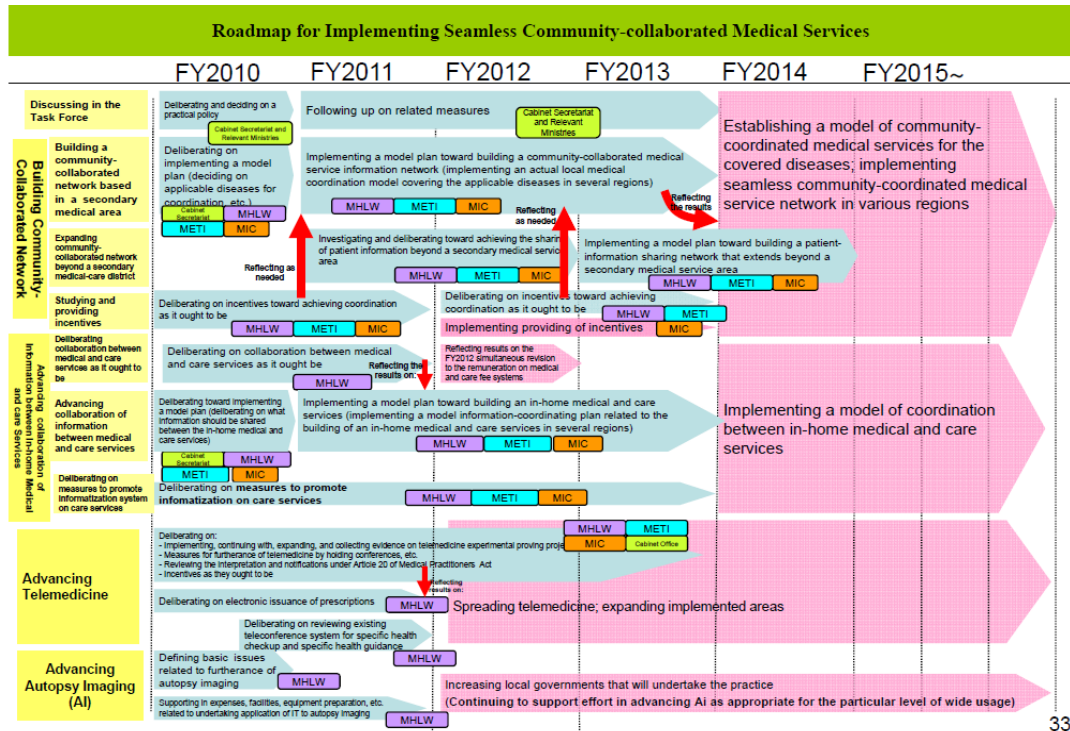 Roadmap for Implementing Seamless Community-collaborated Medical Services
FY2010
FY2011
FY2012
FY2013
FY2014
FY2015~
Discussing in the
Task Force
Deliberating and deciding on a
practical policy
Cabinet Secretariat and
Relevant Ministries
Following up on related measures
Cabinet Secretariat
and Relevant
Ministries
Establishing a model of community-
coordinated medical services for
the covered diseases; implementing
seamless community-coordinated medical
service network in various regions
Building Community-
Collaborated Network
Building a
community-
collaborated
network based
in a secondary
medical area
Deliberating on
implementing a model
plan (deciding on
applicable diseases for
coordination, etc.)
Cabinet
Secretariat
MHLW
METI
MIC
Implementing a model plan toward building a community-collaborated medical
service information network (implementing an actual local medical
coordination model covering the applicable diseases in several regions)
MHLW
METI
MIC
Reflecting
as needed
Reflecting
the results
Expanding
community-
collaborated network
beyond a secondary
medical-care district
Reflecting as
needed
Investigating and deliberating toward achieving the sharing
of patient information beyond a secondary medical service
area
MHLW
METI
MIC
Implementing a model plan toward building a patient-
information sharing network that extends beyond a
secondary medical service area
MHLW
METI
MIC
Studying and
providing
incentives
Deliberating on incentives toward achieving coordination
as it ought to be
MHLW
METI
MIC
Deliberating on incentives toward achieving
coordination as it ought to be
MHLW
METI
Implementing providing of incentives
MIC
Advancing collaboration of
Information between In-home Medical
and care Services
Deliberating
collaboration between
medical and care
services as it ought to
be
Deliberating on collaboration between medical
and care services as it ought be
MHLW
Reflecting the
results on:
Reflecting results on the
FY2012 simultaneous revision
to the remuneration on medical
and care fee systems
Advancing
collaboration of
information
between medical
and care services
Deliberating toward implementing
a model plan (deliberating on what
information should be shared
between the in-home medical and
care services)
Cabinet
Secretariat
MHLW
METI
MIC
Implementing a model plan toward building an in-home medical and care
services (implementing a model information-coordinating plan related to the
building of an in-home medical and care services in several regions)
MHLW
METI
MIC
Implementing a model of coordination
between in-home medical and care
services
Deliberating on
measures to promote
informatization system
on care services
Deliberating on measures to promote
infomatization on care services
MHLW
METI
MIC
Advancing
Telemedicine
Deliberating on:
- Implementing, continuing with, expanding, and collecting evidence on telemedicine experimental proving proje
- Measures for furtherance of telemedicine by holding conferences, etc.
- Reviewing the interpretation and notifications under Article 20 of Medical Practitioners Act
- Incentives as they ought to be
MHLW
METI
MIC
Cabinet Office
Reflecting
results on:
Deliberating on electronic issuance of prescriptions
MHLW
Spreading telemedicine; expanding implemented areas
Deliberating on reviewing existing
teleconference system for specific health
checkup and specific health guidance
MHLW
Advancing
Autopsy Imaging
(AI)
Defining basic issues
related to furtherance of
autopsy imaging
MHLW
Supporting in expenses, facilities, equipment preparation, etc.
related to undertaking application of IT to autopsy imaging
MHLW
Increasing local governments that will undertake the practice
(Continuing to support effort in advancing Ai as appropriate for the particular level of wide usage)
33